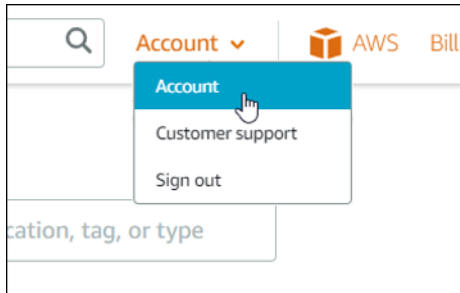 Account AWS Bill
Account
Customer support
Sign out
cation, tag, or type